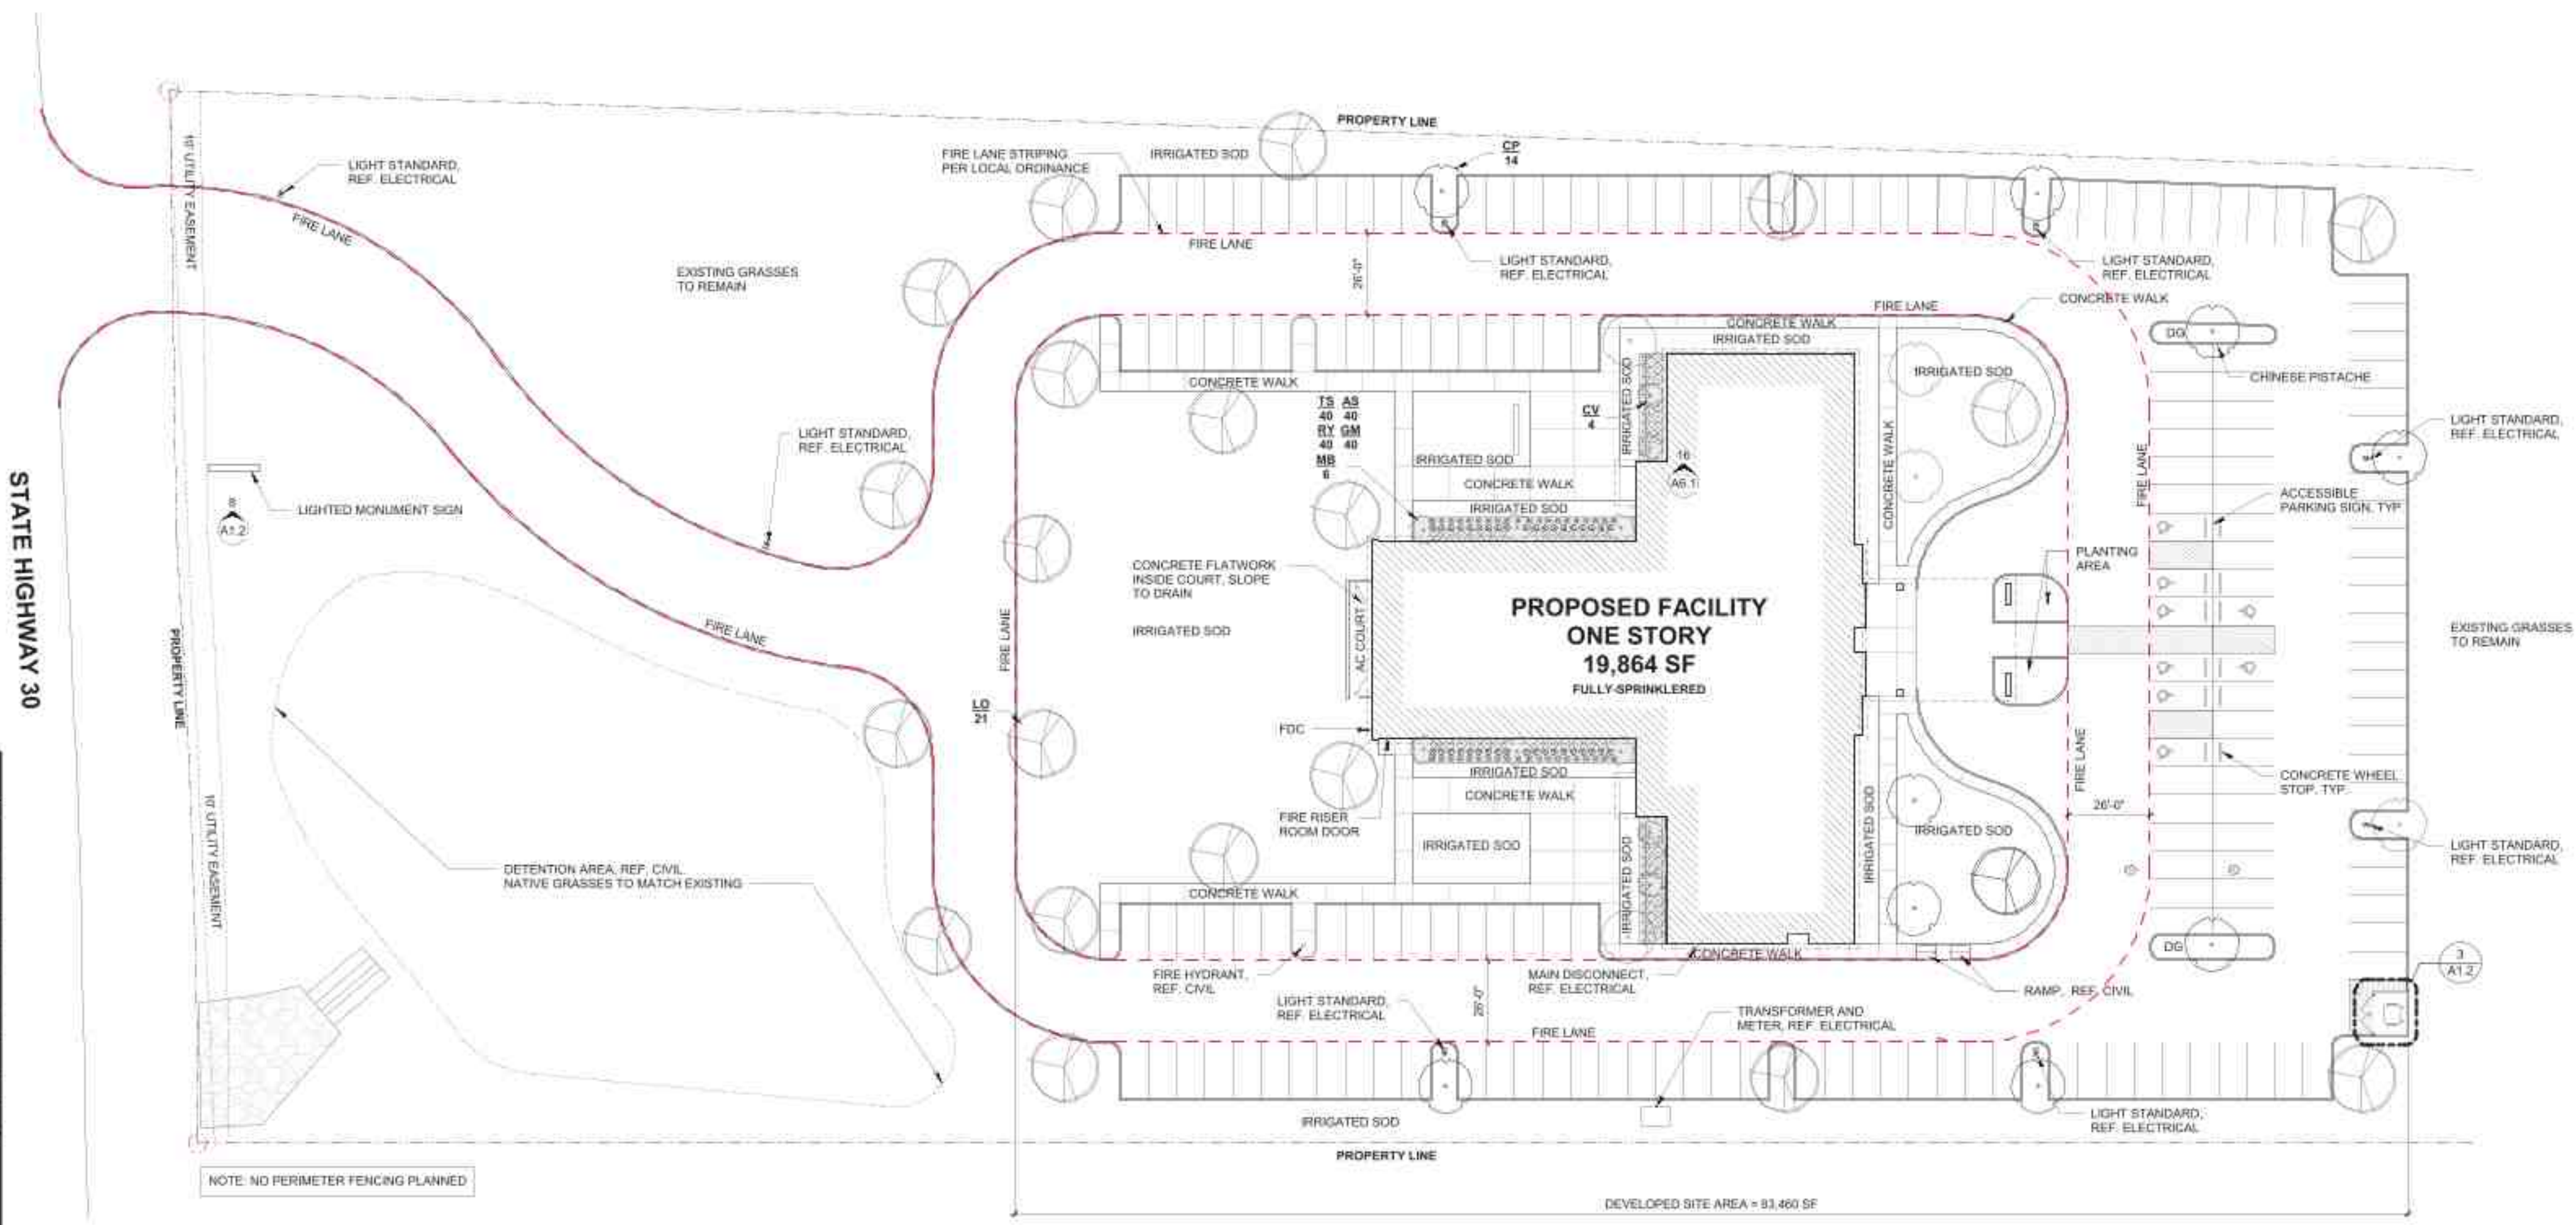 PROPERTY LINE
10' UTILITY EASEMENT
LIGHT STANDARD,
REF. ELECTRICAL
FIRE LANE
FIRE LANE STRIPING
PER LOCAL ORDINANCE
IRRIGATED SOD
CP
14
FIRE LANE
26'-0"
LIGHT STANDARD,
REF. ELECTRICAL
LIGHT STANDARD,
REF. ELECTRICAL
EXISTING GRASSES
TO REMAIN
FIRE LANE
CONCRETE WALK
CONCRETE WALK
IRRIGATED SOD
DG
CHINESE PISTACHE
CONCRETE WALK
TS AS
40 40
RY GM
40 40
MB
6
CV
4
IRRIGATED SOD
IRRIGATED SOD
CONCRETE WALK
LIGHT STANDARD,
REF. ELECTRICAL
LIGHT STANDARD,
REF. ELECTRICAL
IRRIGATED SOD
CONCRETE WALK
IRRIGATED SOD
16
A6.1
FIRE LANE
ACCESSIBLE
PARKING SIGN, TYP
STATE HIGHWAY 30
LIGHTED MONUMENT SIGN
8
A1.2
CONCRETE FLATWORK
INSIDE COURT, SLOPE
TO DRAIN
IRRIGATED SOD
AC COURT
PLANTING
AREA
PROPOSED FACILITY
ONE STORY
19,864 SF
FULLY-SPRINKLERED
EXISTING GRASSES
TO REMAIN
PROPERTY LINE
FIRE LANE
FIRE LANE
LO
21
FDC
FIRE LANE
IRRIGATED SOD
CONCRETE WALK
CONCRETE WHEEL
STOP, TYP.
26'-0"
FIRE RISER
ROOM DOOR
IRRIGATED SOD
IRRIGATED SOD
IRRIGATED SOD
IRRIGATED SOD
LIGHT STANDARD,
REF. ELECTRICAL
10' UTILITY EASEMENT
DETENTION AREA, REF. CIVIL
NATIVE GRASSES TO MATCH EXISTING
CONCRETE WALK
CONCRETE WALK
DG
3
A1.2
FIRE HYDRANT,
REF. CIVIL
MAIN DISCONNECT,
REF. ELECTRICAL
RAMP, REF. CIVIL
LIGHT STANDARD,
REF. ELECTRICAL
26'-0"
TRANSFORMER AND
METER, REF. ELECTRICAL
FIRE LANE
IRRIGATED SOD
LIGHT STANDARD,
REF. ELECTRICAL
PROPERTY LINE
NOTE: NO PERIMETER FENCING PLANNED
DEVELOPED SITE AREA = 83,460 SF